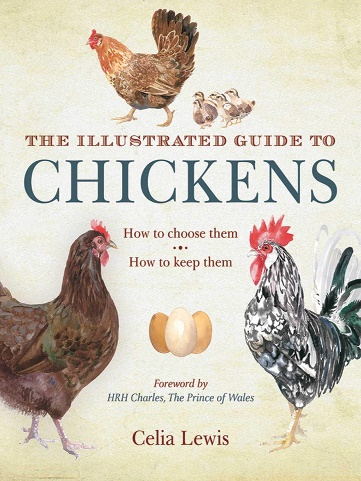 THE ILLUSTRATED GUIDE TO
CHICKENS
How to choose them
How to keep them
Foreword by
HRH Charles, The Prince of Wales
Celia Lewis